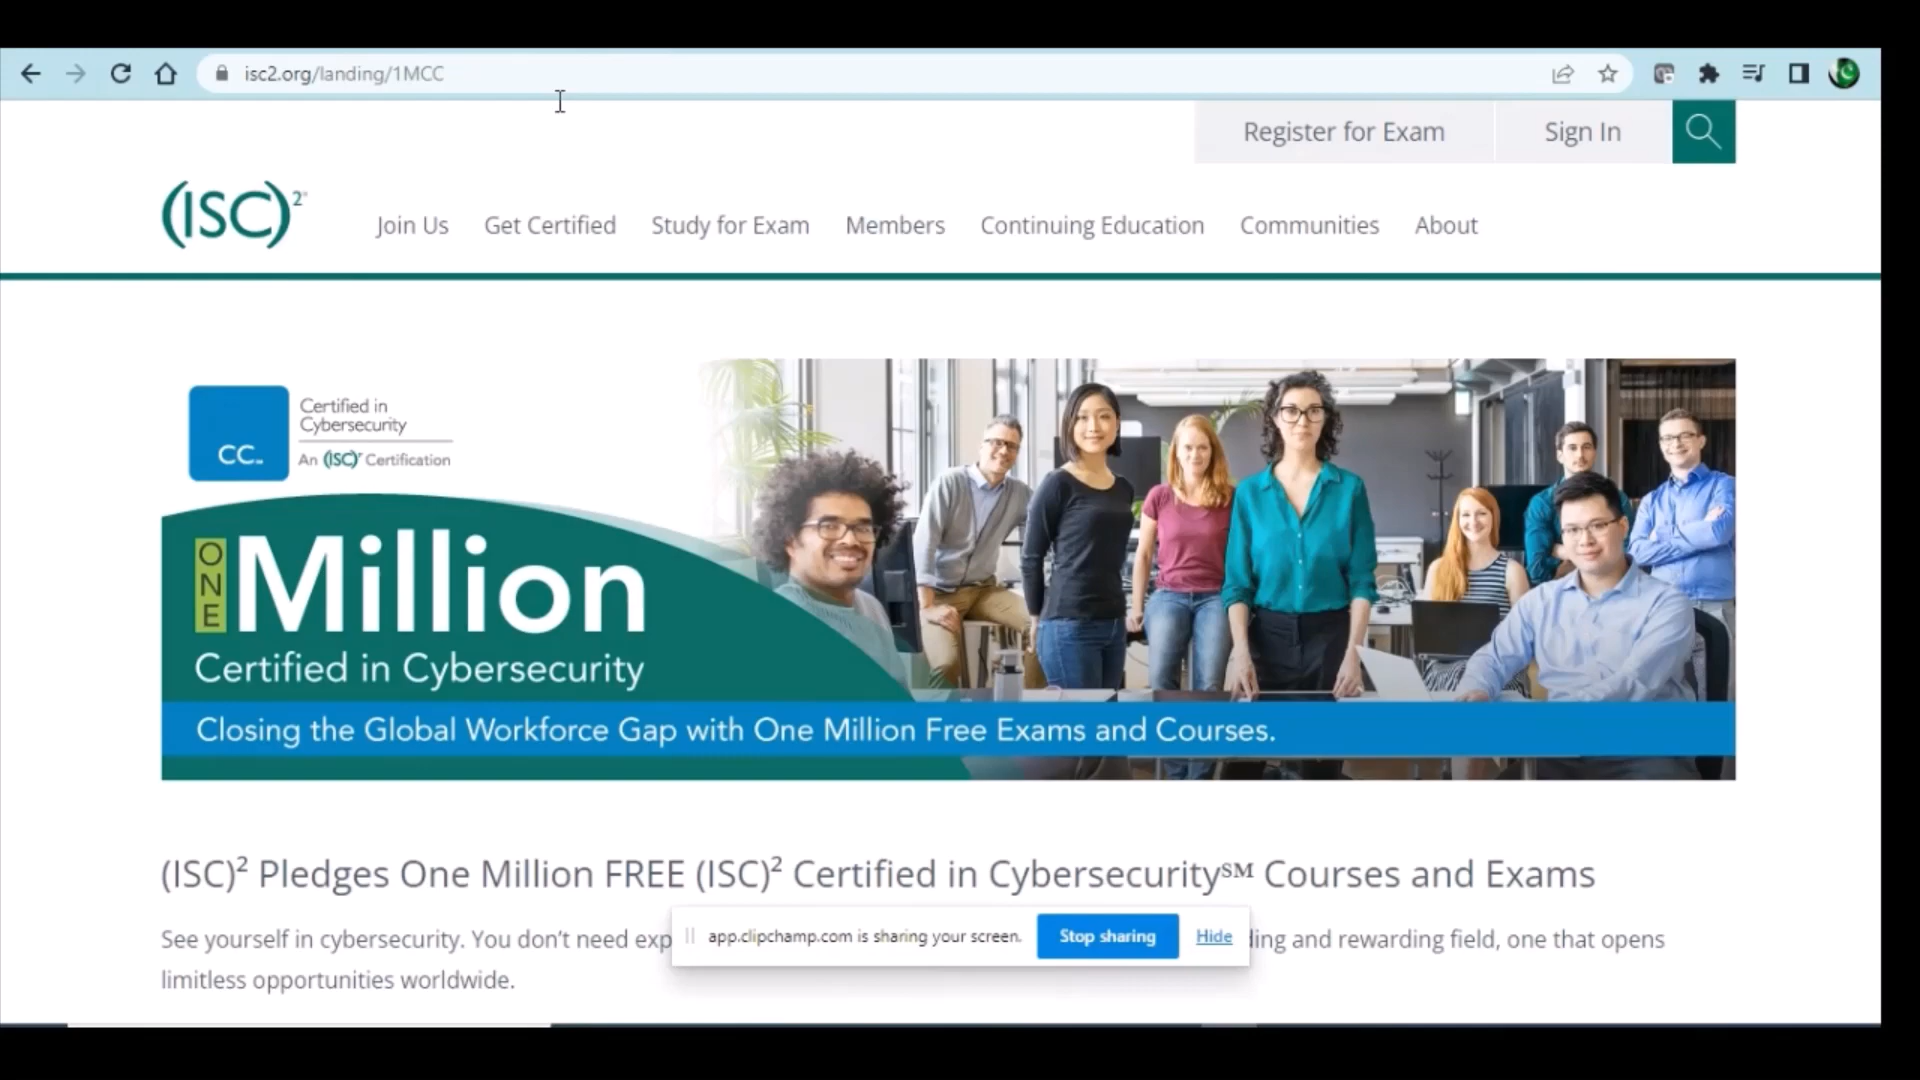 isc2.org/landing/1MCC
Register for Exam Sign In
(ISC)²®
Join Us Get Certified Study for Exam Members Continuing Education Communities About
CC℠
Certified in
Cybersecurity
An (ISC)²® Certification
ONE Million
Certified in Cybersecurity
Closing the Global Workforce Gap with One Million Free Exams and Courses.
(ISC)² Pledges One Million FREE (ISC)² Certified in Cybersecurity℠ Courses and Exams
app.clipchamp.com is sharing your screen. Stop sharing Hide
See yourself in cybersecurity. You don’t need exp ing and rewarding field, one that opens
limitless opportunities worldwide.